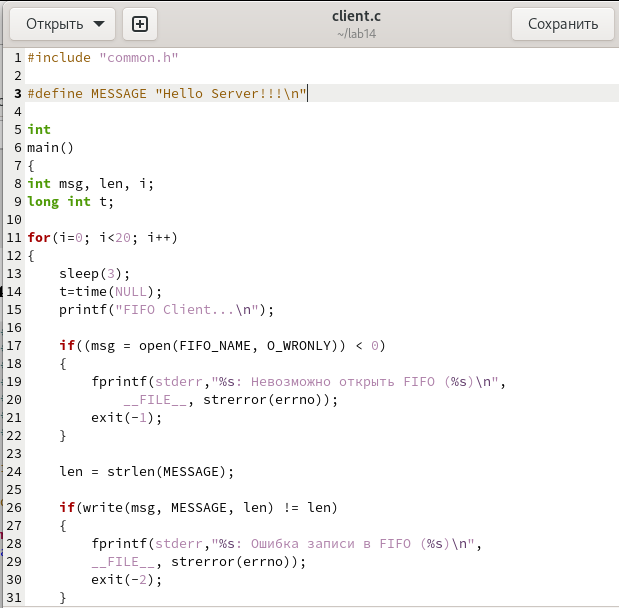 Открыть
client.c
~/lab14
Сохранить
1 #include "common.h"
2
3 #define MESSAGE "Hello Server!!!\n"
4
5 int
6 main()
7 {
8 int msg, len, i;
9 long int t;
10
11 for(i=0; i<20; i++)
12 {
13     sleep(3);
14     t=time(NULL);
15     printf("FIFO Client...\n");
16
17     if((msg = open(FIFO_NAME, O_WRONLY)) < 0)
18     {
19         fprintf(stderr,"%s: Невозможно открыть FIFO (%s)\n",
20             __FILE__, strerror(errno));
21         exit(-1);
22     }
23
24     len = strlen(MESSAGE);
25
26     if(write(msg, MESSAGE, len) != len)
27     {
28         fprintf(stderr,"%s: Ошибка записи в FIFO (%s)\n",
29         __FILE__, strerror(errno));
30         exit(-2);
31     }